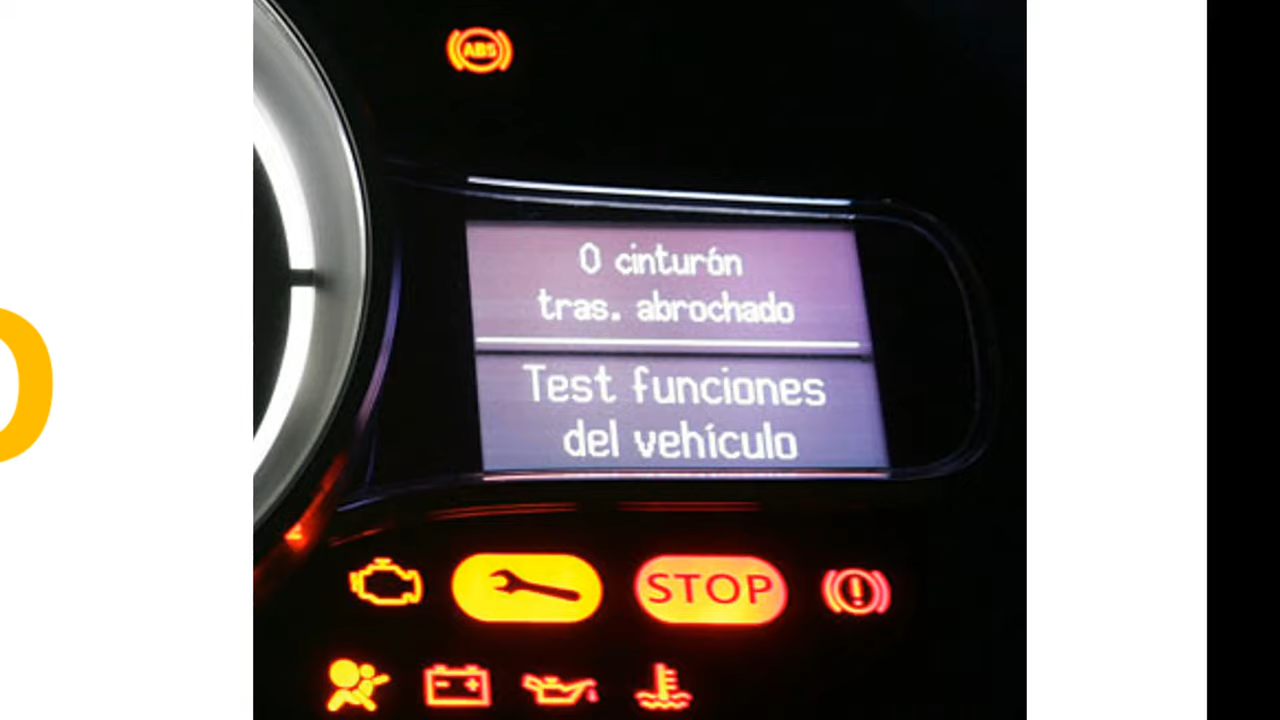 ABS
0 cinturón
tras. abrochado
Test funciones
del vehículo
STOP